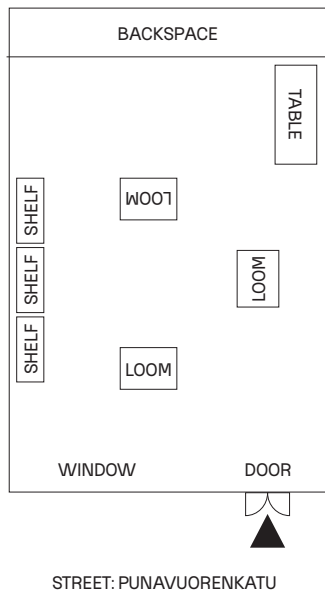 BACKSPACE
TABLE
SHELF
LOOM
SHELF
LOOM
SHELF
LOOM
WINDOW
DOOR
STREET: PUNAVUORENKATU